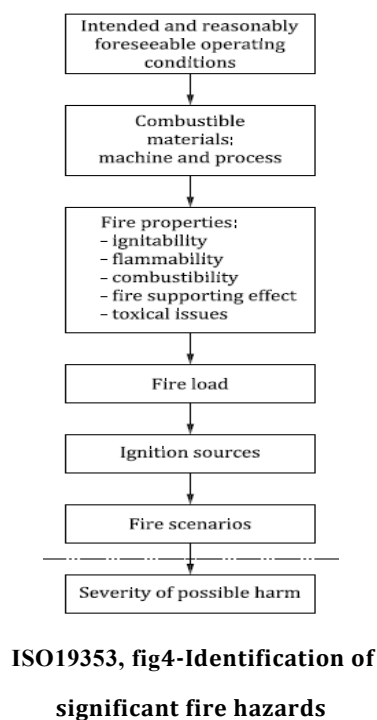 Intended and reasonably
foreseeable operating
conditions
Combustible
materials:
machine and process
Fire properties:
– ignitability
– flammability
– combustibility
– fire supporting effect
– toxical issues
Fire load
Ignition sources
Fire scenarios
Severity of possible harm
ISO19353, fig4-Identification of
significant fire hazards